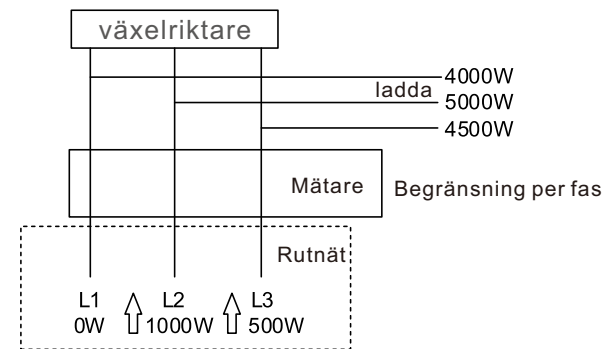 växelriktare
4000W
ladda 5000W
4500W
Mätare
Begränsning per fas
Rutnät
L1 L2 L3
0W 1000W 500W